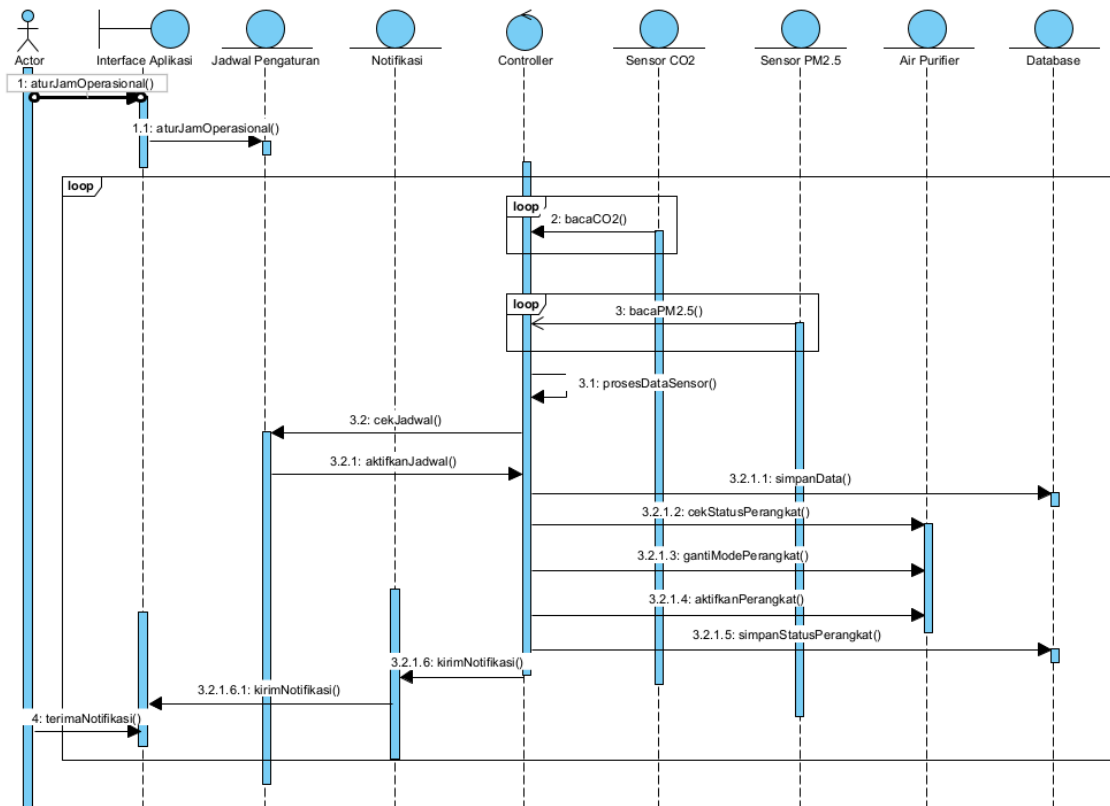 Actor
Interface Aplikasi
Jadwal Pengaturan
Notifikasi
Controller
Sensor CO2
Sensor PM2.5
Air Purifier
Database
1: aturJamOperasional()
1.1: aturJamOperasional()
loop
loop
2: bacaCO2()
loop
3: bacaPM2.5()
3.1: prosesDataSensor()
3.2: cekJadwal()
3.2.1: aktifkanJadwal()
3.2.1.1: simpanData()
3.2.1.2: cekStatusPerangkat()
3.2.1.3: gantiModePerangkat()
3.2.1.4: aktifkanPerangkat()
3.2.1.5: simpanStatusPerangkat()
3.2.1.6: kirimNotifikasi()
3.2.1.6.1: kirimNotifikasi()
4: terimaNotifikasi()